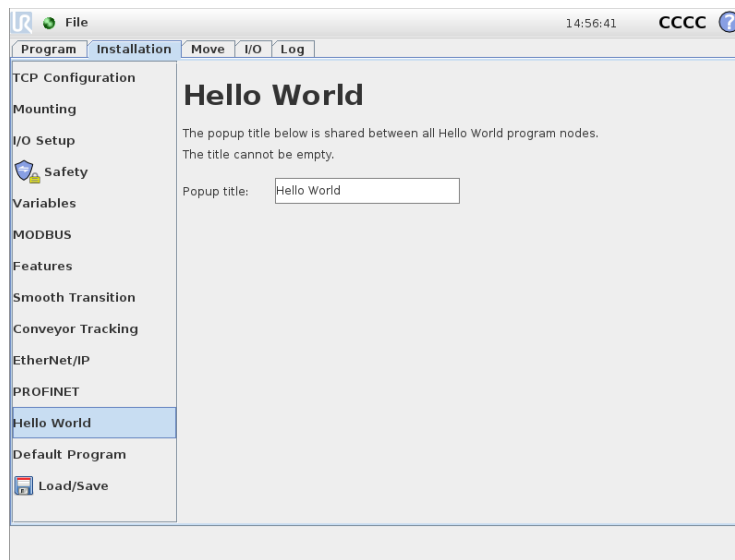 UR File 14:56:41 CCCC ?
Program Installation Move I/O Log
TCP Configuration
Mounting
I/O Setup
Safety
Variables
MODBUS
Features
Smooth Transition
Conveyor Tracking
EtherNet/IP
PROFINET
Hello World
Default Program
Load/Save
Hello World
The popup title below is shared between all Hello World program nodes.
The title cannot be empty.
Popup title: Hello World